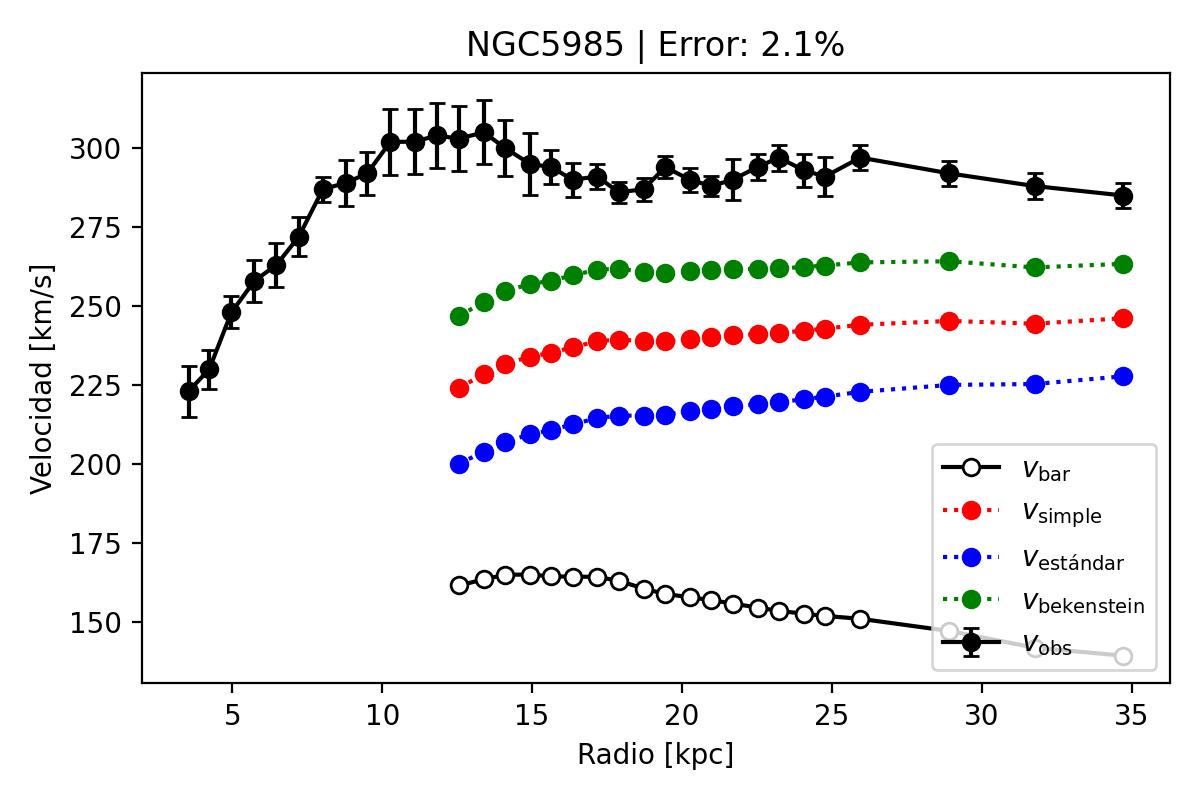 NGC5985 | Error: 2.1%
Velocidad [km/s]
300
275
250
225
200
175
150
v_bar
v_simple
v_estándar
v_bekenstein
v_obs
5 10 15 20 25 30 35
Radio [kpc]